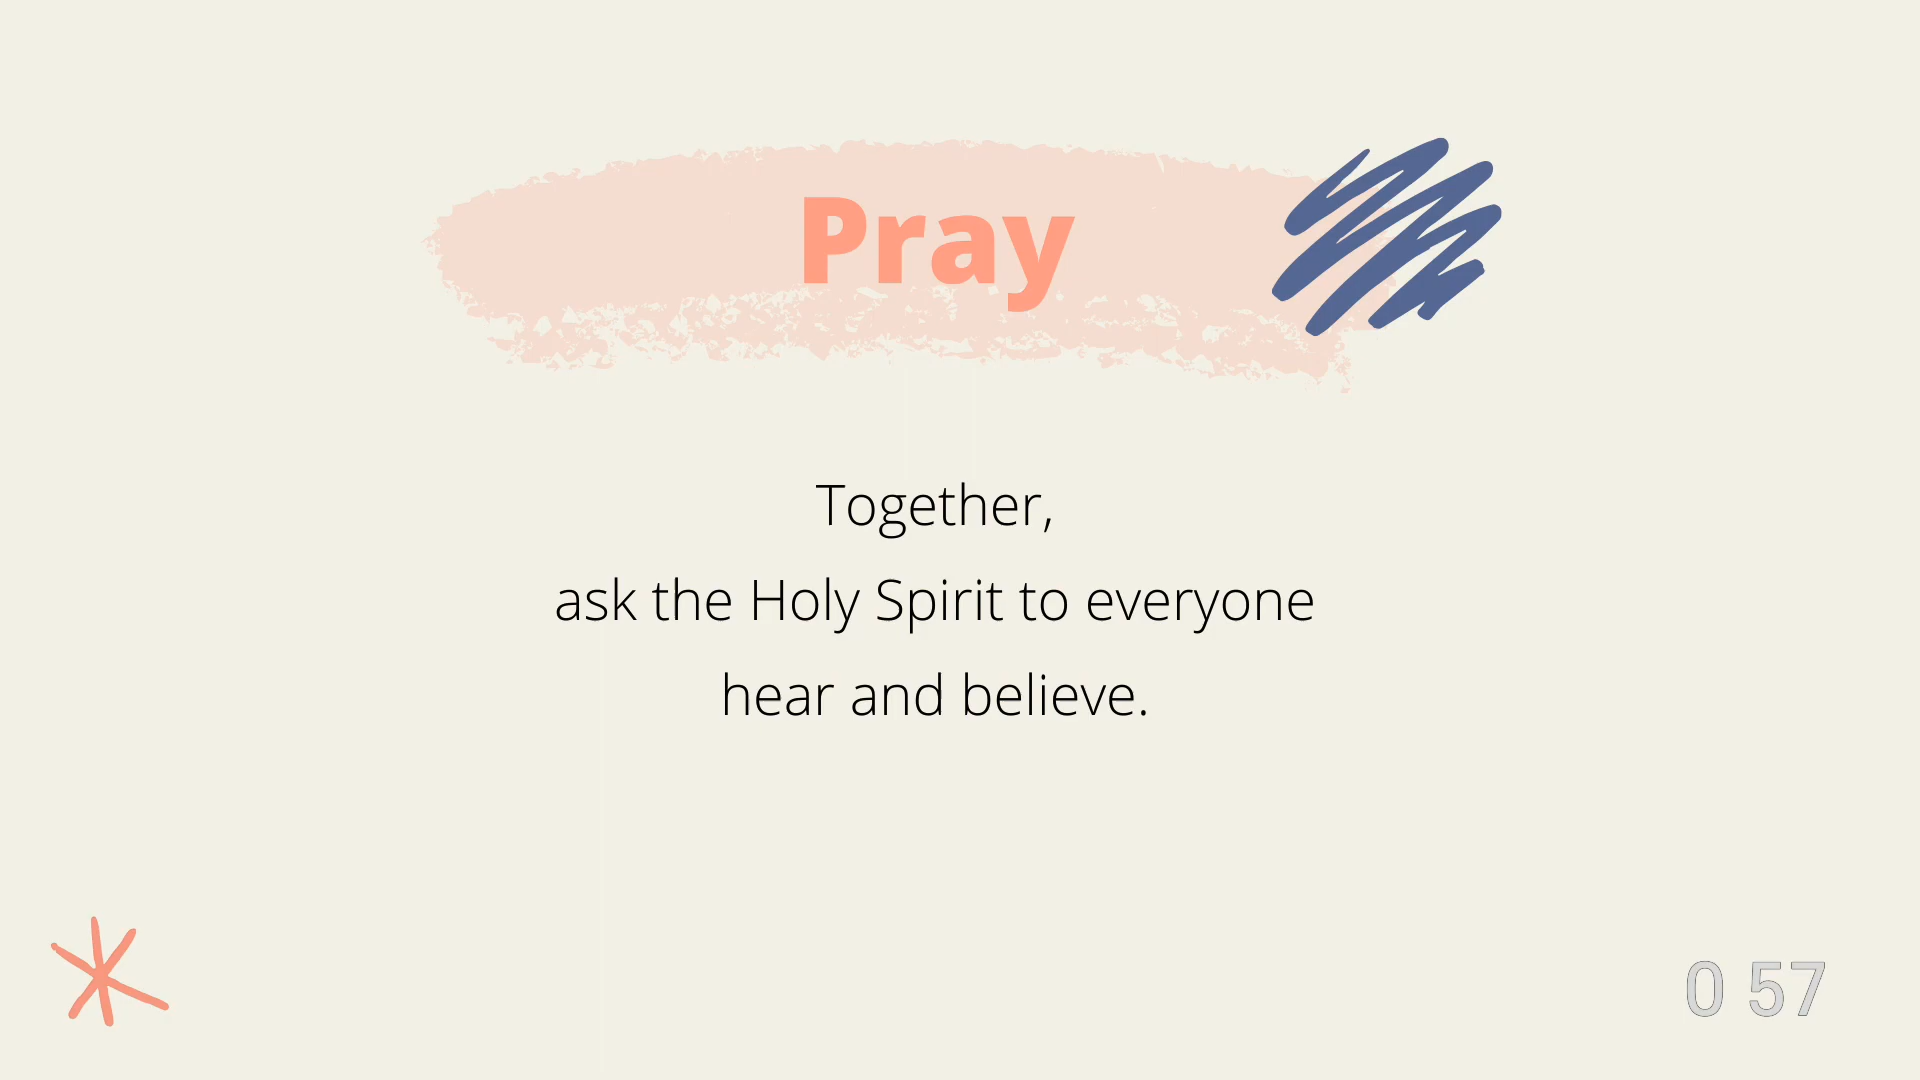 Pray
Together,
ask the Holy Spirit to everyone
hear and believe.
0 57